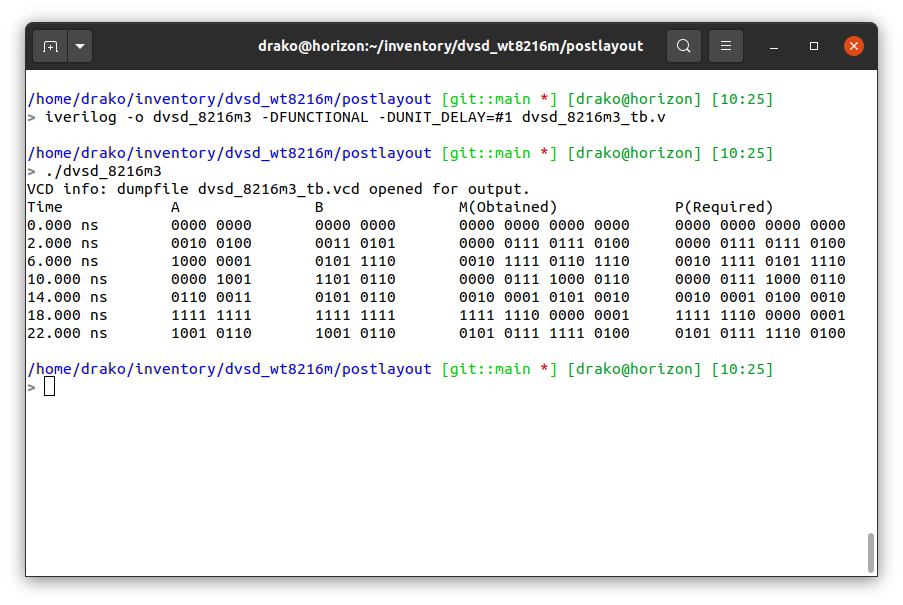 drako@horizon:~/inventory/dvsd_wt8216m/postlayout
/home/drako/inventory/dvsd_wt8216m/postlayout [git::main *] [drako@horizon] [10:25]
> iverilog -o dvsd_8216m3 -DFUNCTIONAL -DUNIT_DELAY=#1 dvsd_8216m3_tb.v
/home/drako/inventory/dvsd_wt8216m/postlayout [git::main *] [drako@horizon] [10:25]
> ./dvsd_8216m3
VCD info: dumpfile dvsd_8216m3_tb.vcd opened for output.
Time A B M(Obtained) P(Required)
0.000 ns 0000 0000 0000 0000 0000 0000 0000 0000 0000 0000 0000 0000
2.000 ns 0010 0100 0011 0101 0000 0111 0111 0100 0000 0111 0111 0100
6.000 ns 1000 0001 0101 1110 0010 1111 0110 1110 0010 1111 0101 1110
10.000 ns 0000 1001 1101 0110 0000 0111 1000 0110 0000 0111 1000 0110
14.000 ns 0110 0011 0101 0110 0010 0001 0101 0010 0010 0001 0100 0010
18.000 ns 1111 1111 1111 1111 1111 1110 0000 0001 1111 1110 0000 0001
22.000 ns 1001 0110 1001 0110 0101 0111 1111 0100 0101 0111 1110 0100
/home/drako/inventory/dvsd_wt8216m/postlayout [git::main *] [drako@horizon] [10:25]
>